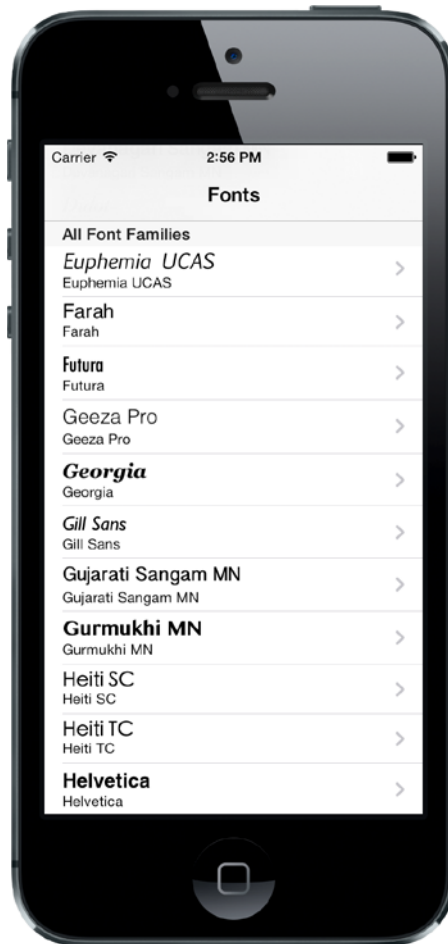 Carrier 2:56 PM
Fonts
All Font Families
Euphemia UCAS
Euphemia UCAS
Farah
Farah
Futura
Futura
Geeza Pro
Geeza Pro
Georgia
Georgia
Gill Sans
Gill Sans
Gujarati Sangam MN
Gujarati Sangam MN
Gurmukhi MN
Gurmukhi MN
Heiti SC
Heiti SC
Heiti TC
Heiti TC
Helvetica
Helvetica